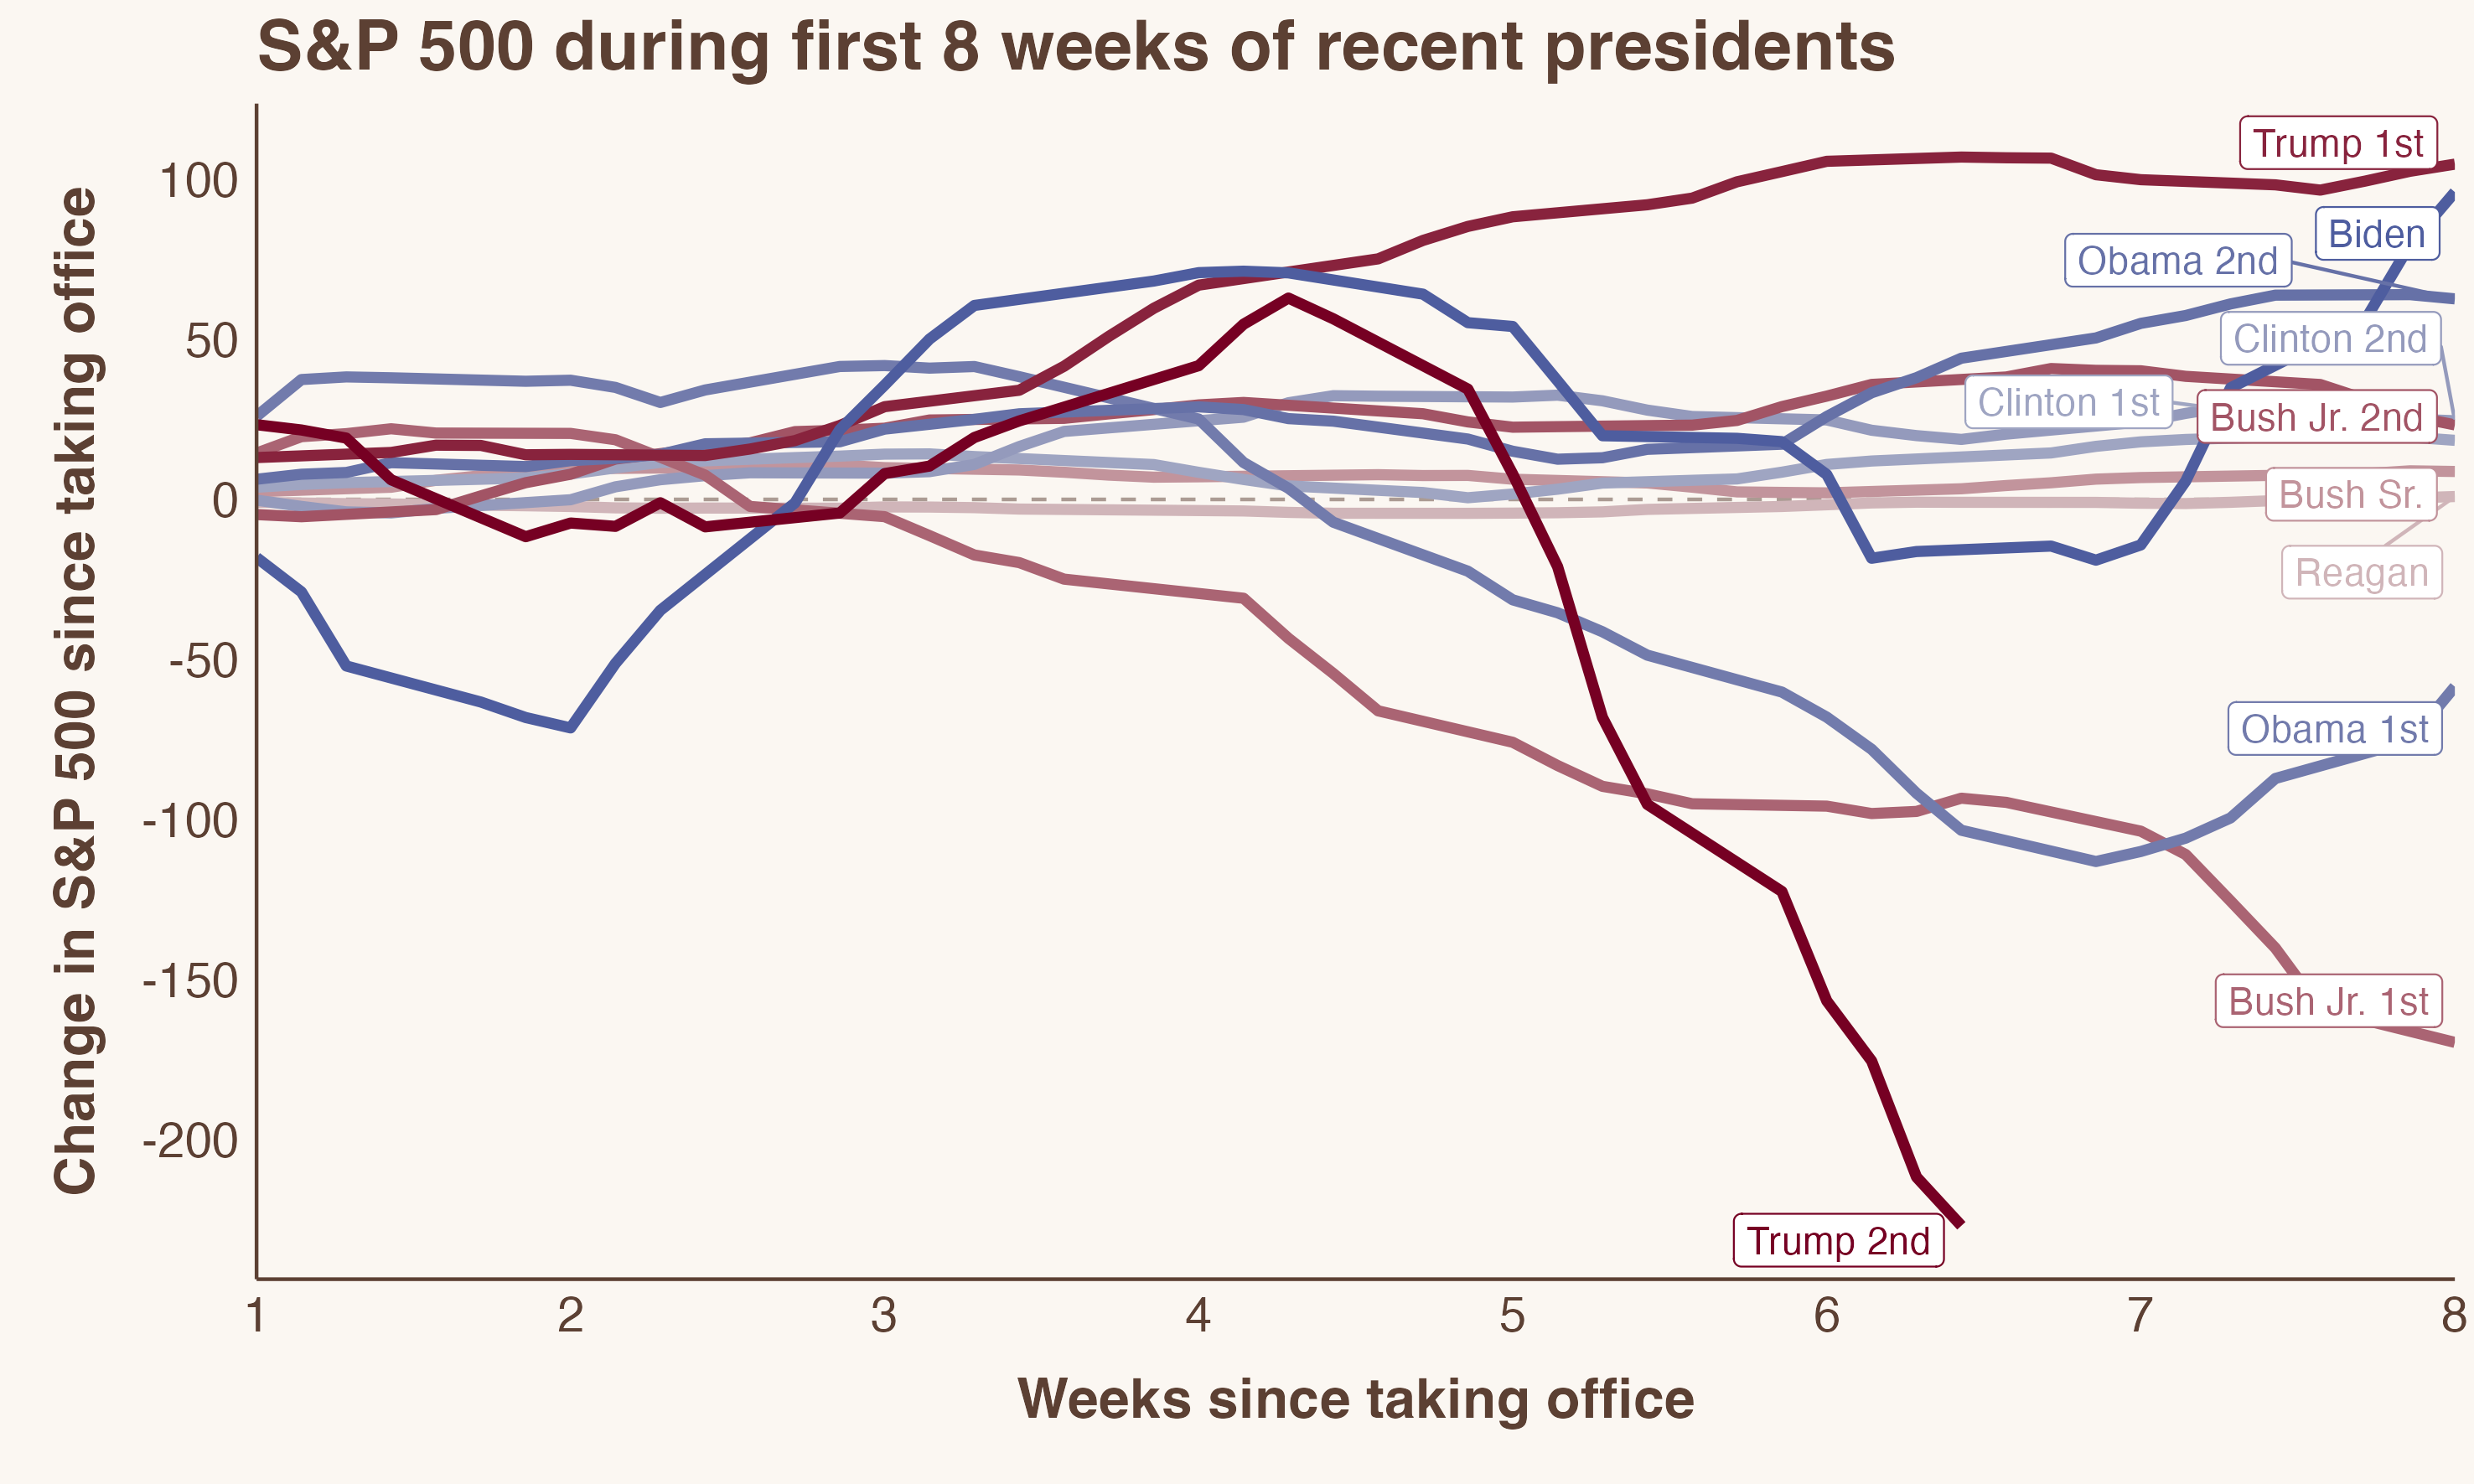 S&P 500 during first 8 weeks of recent presidents
Change in S&P 500 since taking office
100
50
0
-50
-100
-150
-200
Trump 1st
Biden
Obama 2nd
Clinton 2nd
Clinton 1st
Bush Jr. 2nd
Bush Sr.
Reagan
Obama 1st
Bush Jr. 1st
Trump 2nd
1 2 3 4 5 6 7 8
Weeks since taking office